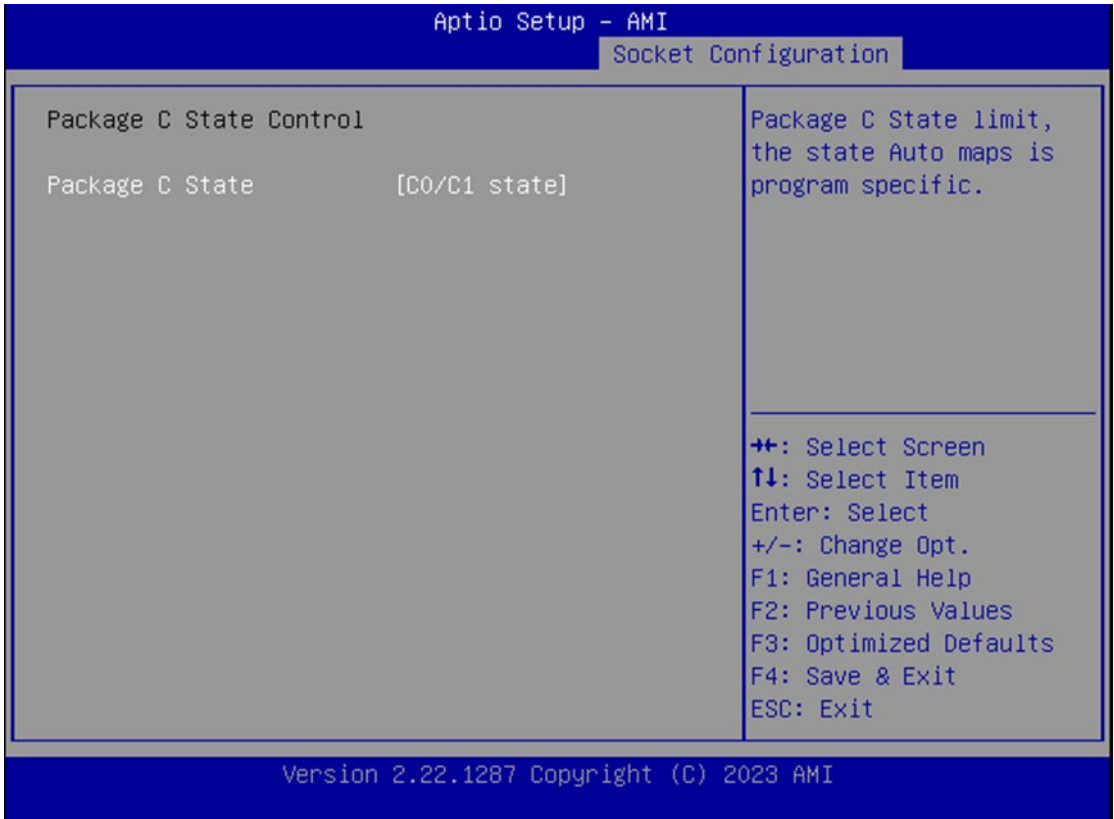 Aptio Setup – AMI
Socket Configuration
Package C State Control
Package C State [C0/C1 state]
Package C State limit,
the state Auto maps is
program specific.
→←: Select Screen
↑↓: Select Item
Enter: Select
+/-: Change Opt.
F1: General Help
F2: Previous Values
F3: Optimized Defaults
F4: Save & Exit
ESC: Exit
Version 2.22.1287 Copyright (C) 2023 AMI